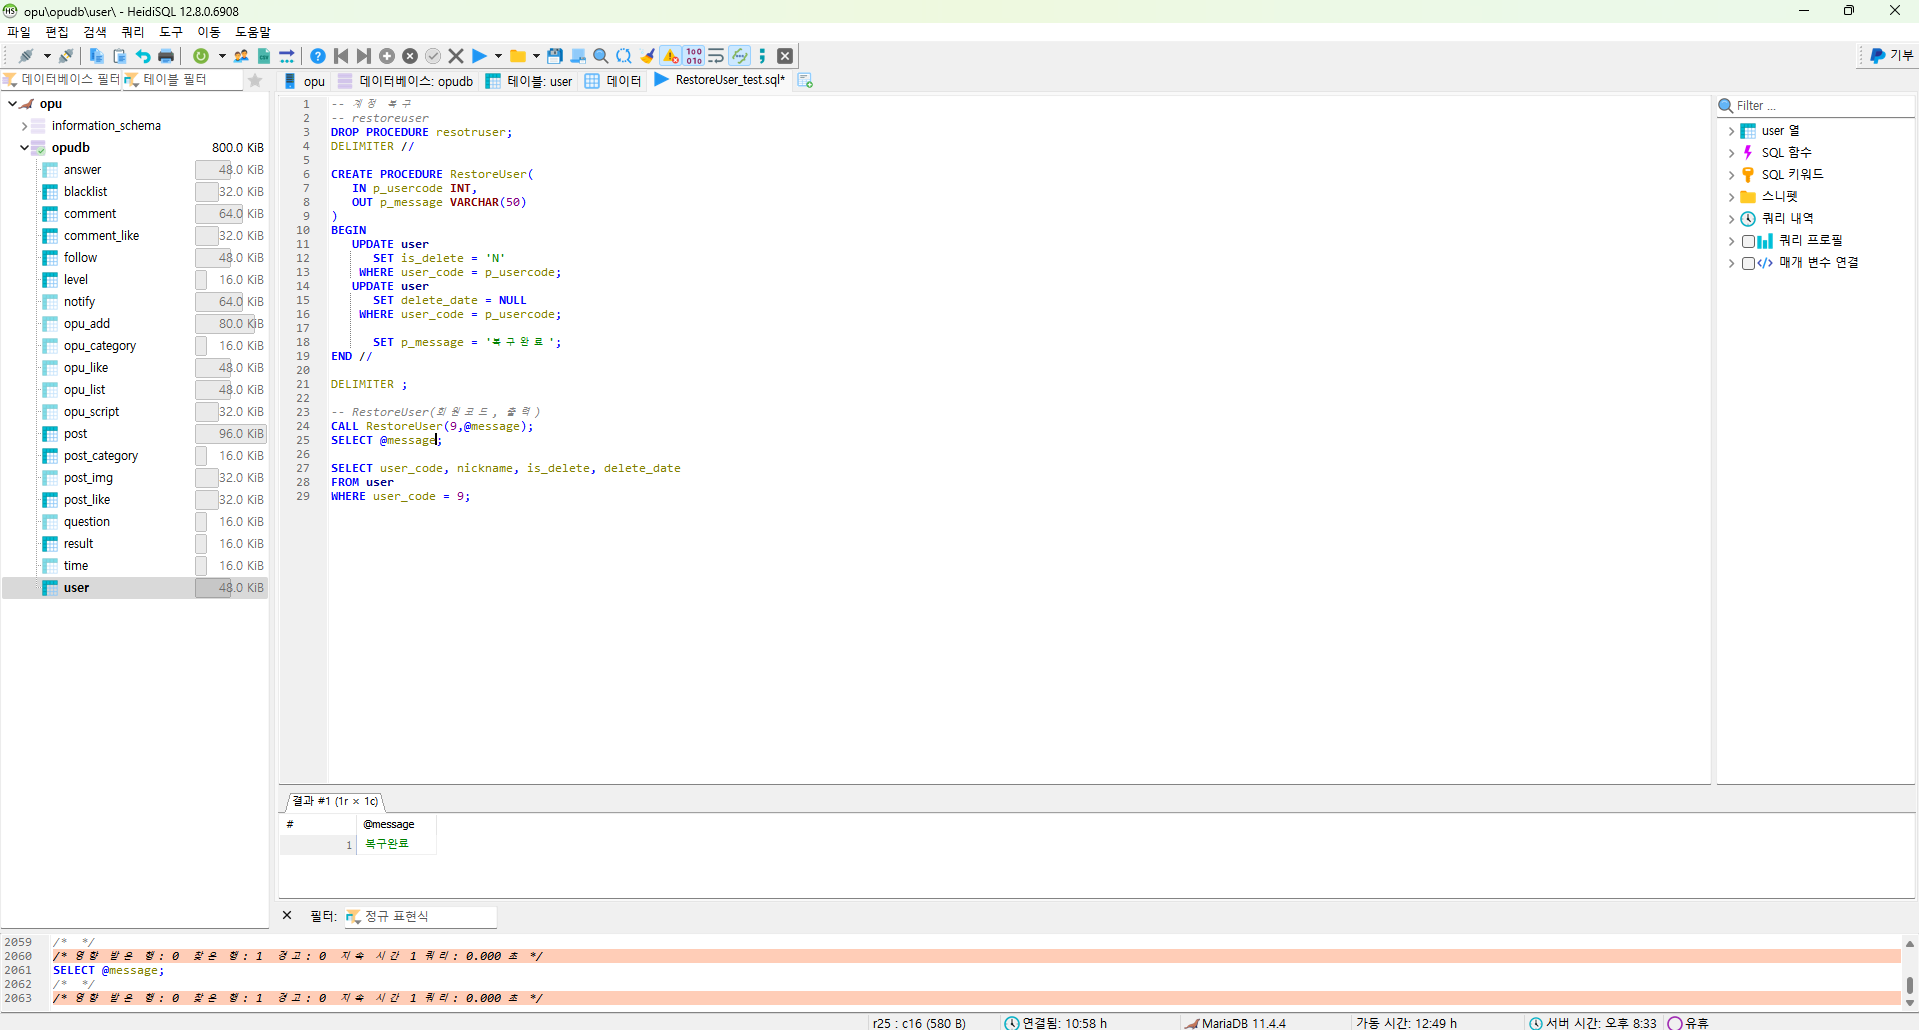 opu\opudb\user\ - HeidiSQL 12.8.0.6908
파일 편집 검색 쿼리 도구 이동 도움말
기부
데이터베이스 필터 테이블 필터
opu 데이터베이스: opudb 테이블: user 데이터 RestoreUser_test.sql*
opu
information_schema
opudb 800.0 KiB
answer 48.0 KiB
blacklist 32.0 KiB
comment 64.0 KiB
comment_like 32.0 KiB
follow 48.0 KiB
level 16.0 KiB
notify 64.0 KiB
opu_add 80.0 KiB
opu_category 16.0 KiB
opu_like 48.0 KiB
opu_list 48.0 KiB
opu_script 32.0 KiB
post 96.0 KiB
post_category 16.0 KiB
post_img 32.0 KiB
post_like 32.0 KiB
question 16.0 KiB
result 16.0 KiB
time 16.0 KiB
user 48.0 KiB
1 -- 계정 복구
2 -- restoreuser
3 DROP PROCEDURE resotruser;
4 DELIMITER //
5
6 CREATE PROCEDURE RestoreUser(
7 IN p_usercode INT,
8 OUT p_message VARCHAR(50)
9 )
10 BEGIN
11 UPDATE user
12 SET is_delete = 'N'
13 WHERE user_code = p_usercode;
14 UPDATE user
15 SET delete_date = NULL
16 WHERE user_code = p_usercode;
17
18 SET p_message = '복구완료';
19 END //
20
21 DELIMITER ;
22
23 -- RestoreUser(회원코드, 출력)
24 CALL RestoreUser(9,@message);
25 SELECT @message;
26
27 SELECT user_code, nickname, is_delete, delete_date
28 FROM user
29 WHERE user_code = 9;
Filter ...
user 열
SQL 함수
SQL 키워드
스니펫
쿼리 내역
쿼리 프로필
매개 변수 연결
결과 #1 (1r × 1c)
# @message
1 복구완료
필터: 정규 표현식
2059 /* */
2060 /* 영향 받은 행: 0 찾은 행: 1 경고: 0 지속 시간 1 쿼리: 0.000 초 */
2061 SELECT @message;
2062 /* */
2063 /* 영향 받은 행: 0 찾은 행: 1 경고: 0 지속 시간 1 쿼리: 0.000 초 */
r25 : c16 (580 B) 연결됨: 10:58 h MariaDB 11.4.4 가동 시간: 12:49 h 서버 시간: 오후 8:33 유휴